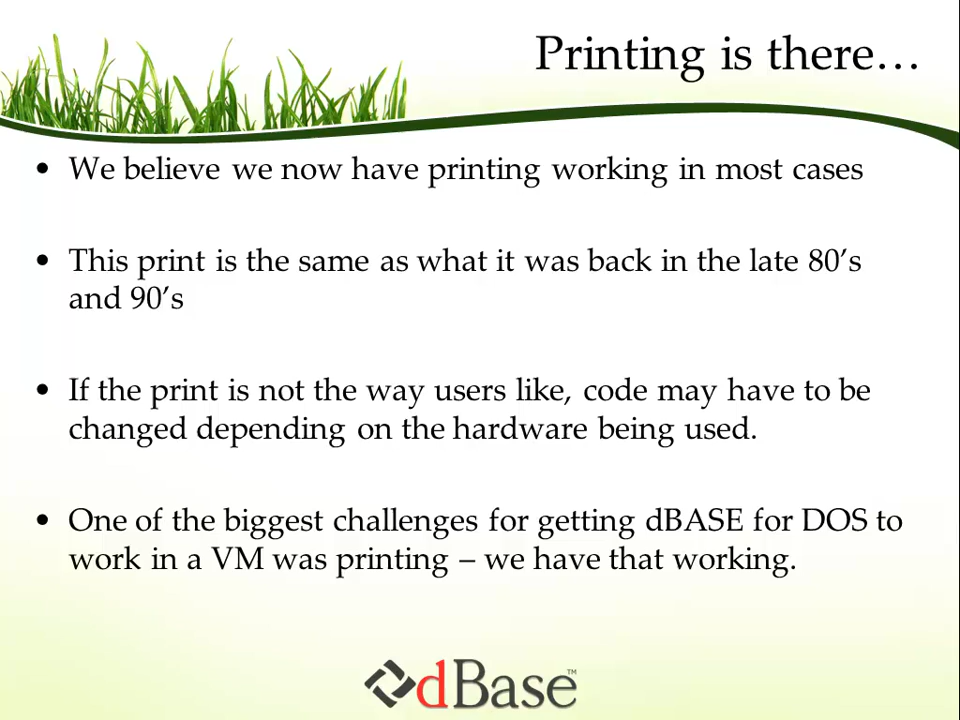 Printing is there…
• We believe we now have printing working in most cases
• This print is the same as what it was back in the late 80’s
and 90’s
• If the print is not the way users like, code may have to be
changed depending on the hardware being used.
• One of the biggest challenges for getting dBASE for DOS to
work in a VM was printing – we have that working.
dBase™